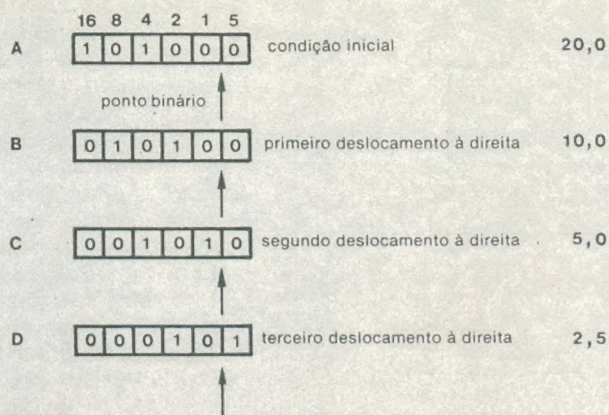 16 8 4 2 1 5
A 1 0 1 0 0 0 condição inicial 20,0
ponto binário
B 0 1 0 1 0 0 primeiro deslocamento à direita 10,0
C 0 0 1 0 1 0 segundo deslocamento à direita 5,0
D 0 0 0 1 0 1 terceiro deslocamento à direita 2,5